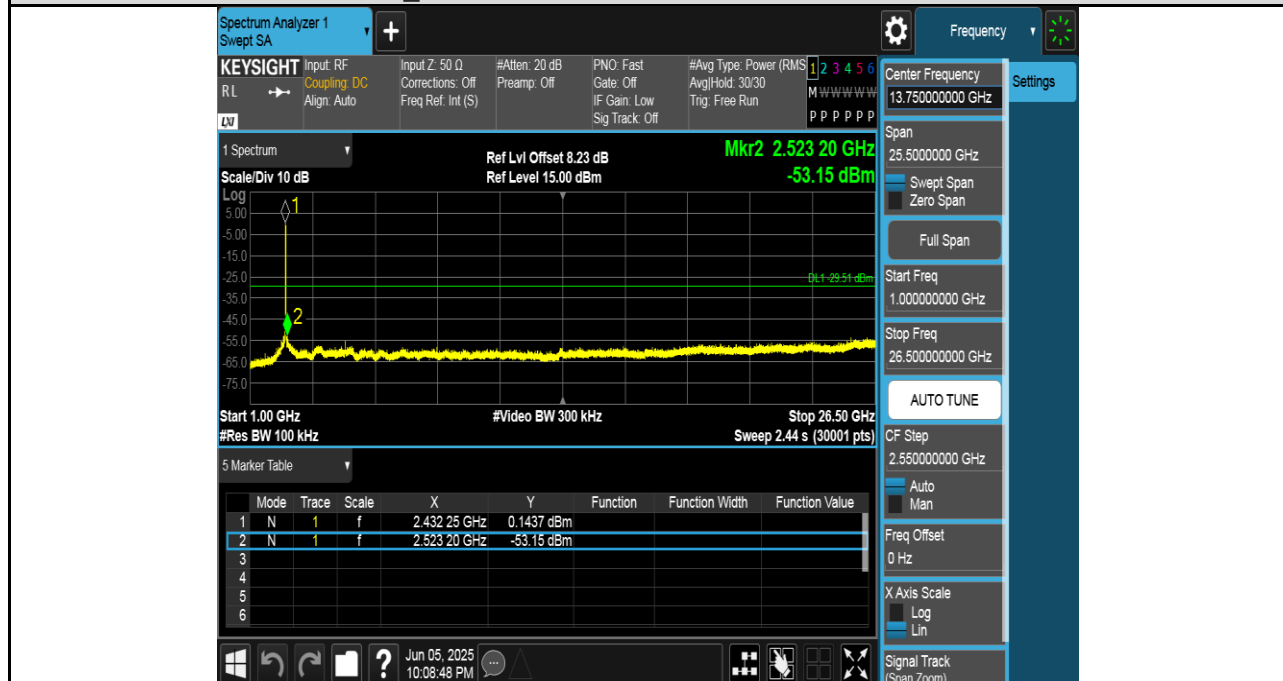 Spectrum Analyzer 1
Swept SA
+
Frequency
KEYSIGHT
RL
LXI
Input: RF
Coupling: DC
Align: Auto
Input Z: 50 Ω
Corrections: Off
Freq Ref: Int (S)
#Atten: 20 dB
Preamp: Off
PNO: Fast
Gate: Off
IF Gain: Low
Sig Track: Off
#Avg Type: Power (RMS
Avg|Hold: 30/30
Trig: Free Run
1 2 3 4 5 6
M W W W W W
P P P P P P
1 Spectrum
Scale/Div 10 dB
Ref Lvl Offset 8.23 dB
Ref Level 15.00 dBm
Mkr2 2.523 20 GHz
-53.15 dBm
Log
5.00
-5.00
-15.0
-25.0
-35.0
-45.0
-55.0
-65.0
-75.0
1
2
DL1 -29.51 dBm
Start 1.00 GHz
#Res BW 100 kHz
#Video BW 300 kHz
Stop 26.50 GHz
Sweep 2.44 s (30001 pts)
5 Marker Table
Mode Trace Scale X Y Function Function Width Function Value
1 N 1 f 2.432 25 GHz 0.1437 dBm
2 N 1 f 2.523 20 GHz -53.15 dBm
3
4
5
6
?
Jun 05, 2025
10:08:48 PM
Settings
Center Frequency
13.750000000 GHz
Span
25.5000000 GHz
Swept Span
Zero Span
Full Span
Start Freq
1.000000000 GHz
Stop Freq
26.500000000 GHz
AUTO TUNE
CF Step
2.550000000 GHz
Auto
Man
Freq Offset
0 Hz
X Axis Scale
Log
Lin
Signal Track
(Span Zoom)